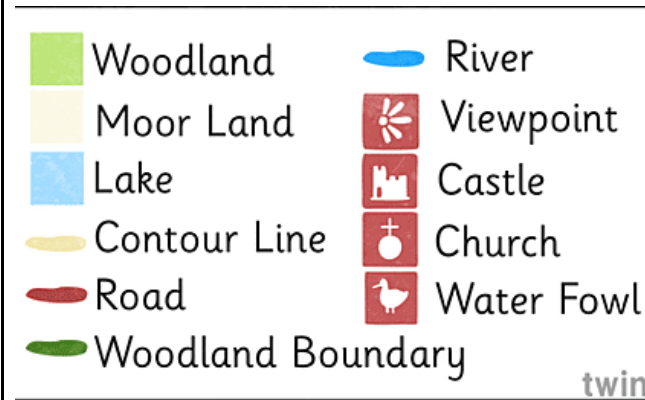 Woodland
Moor Land
Lake
Contour Line
Road
Woodland Boundary
River
Viewpoint
Castle
Church
Water Fowl
twin